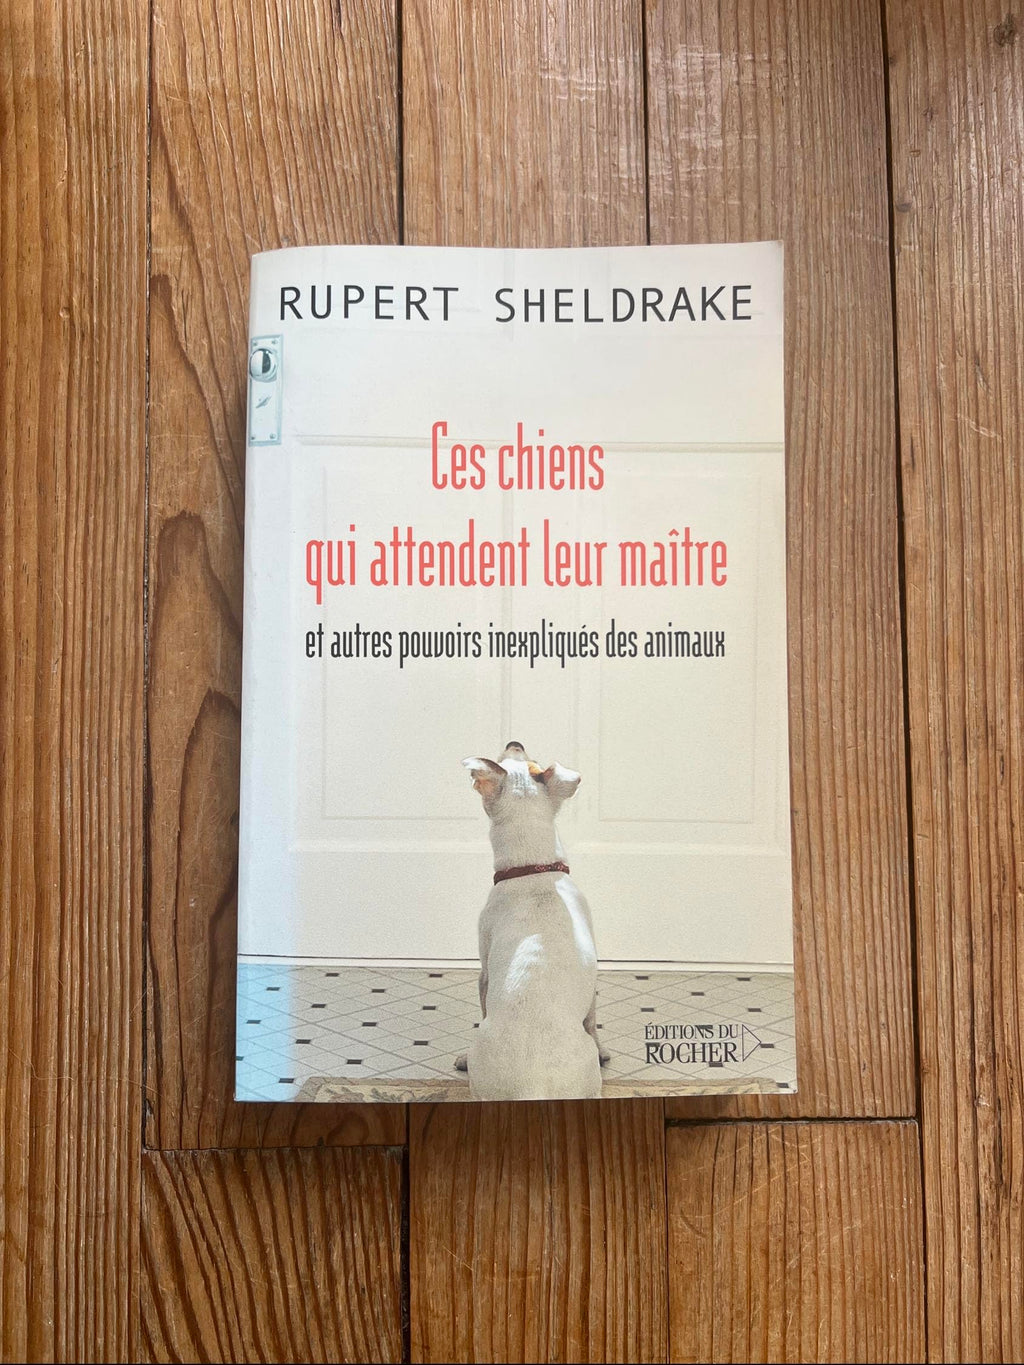 RUPERT SHELDRAKE
Ces chiens
qui attendent leur maître
et autres pouvoirs inexpliqués des animaux
ÉDITIONS DU
ROCHER